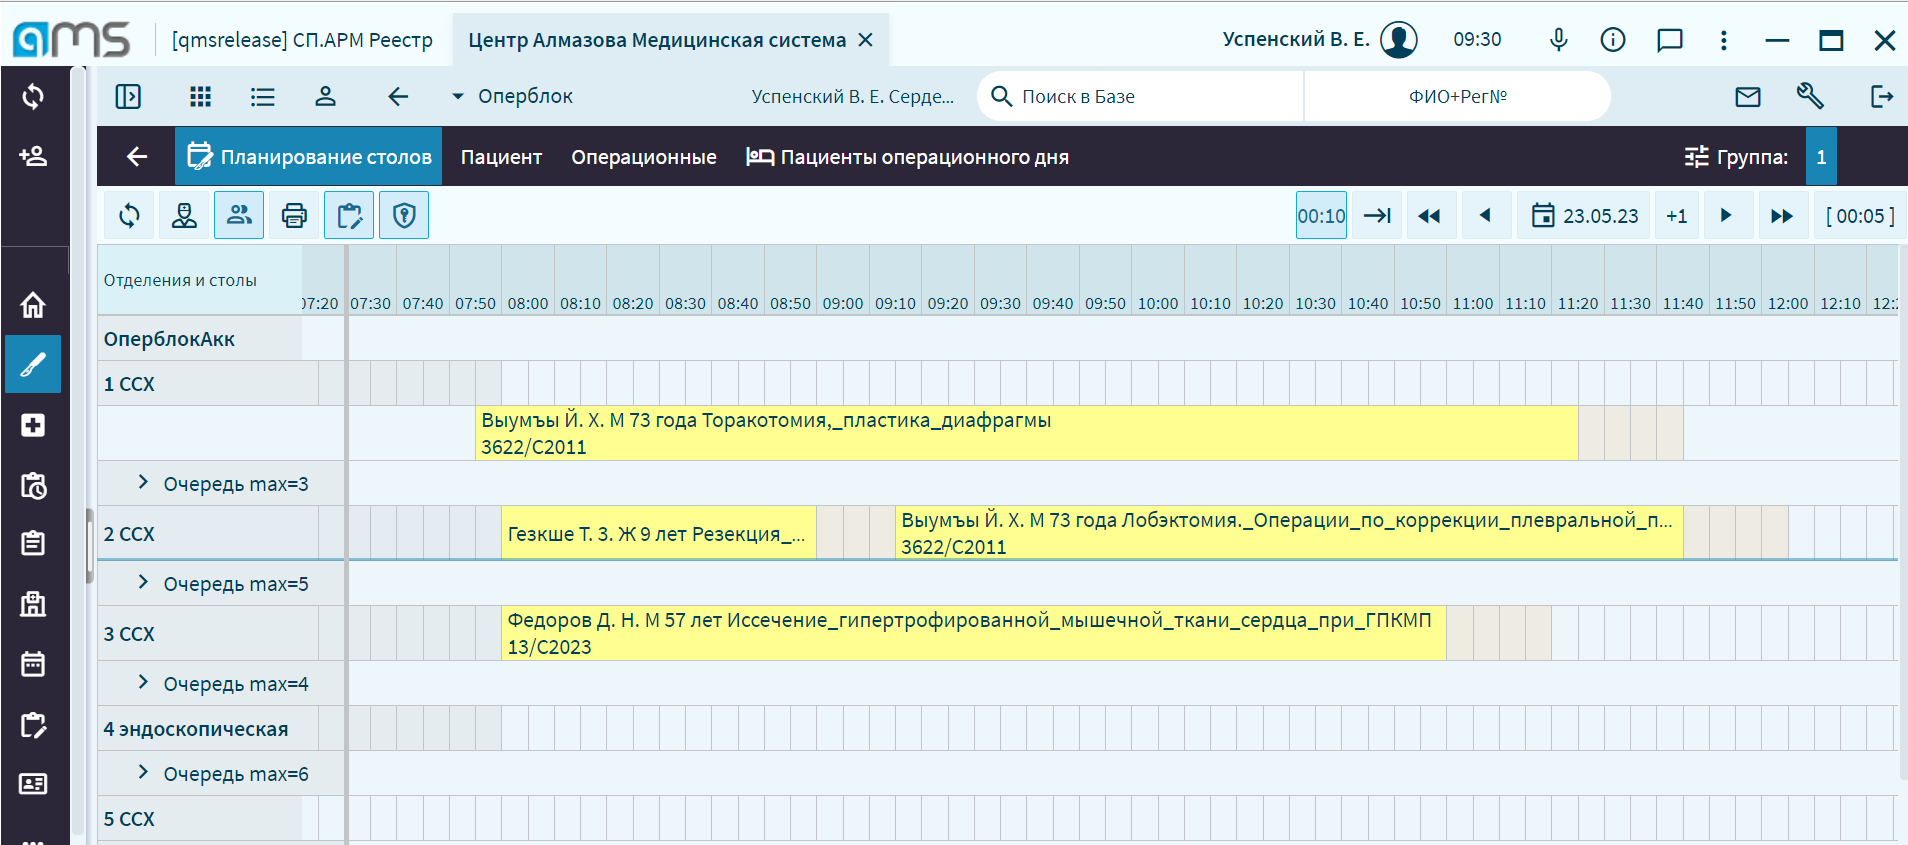 qms [qmsrelease] СП.АРМ Реестр Центр Алмазова Медицинская система Успенский В. Е. 09:30
Оперблок Успенский В. Е. Серде... Поиск в Базе ФИО+Рег№
Планирование столов Пациент Операционные Пациенты операционного дня Группа: 1
00:10 23.05.23 +1 [ 00:05 ]
Отделения и столы
07:20 07:30 07:40 07:50 08:00 08:10 08:20 08:30 08:40 08:50 09:00 09:10 09:20 09:30 09:40 09:50 10:00 10:10 10:20 10:30 10:40 10:50 11:00 11:10 11:20 11:30 11:40 11:50 12:00 12:10 12:2
ОперблокАкк
1 ССХ
Выумъы Й. Х. М 73 года Торакотомия,_пластика_диафрагмы
3622/С2011
Очередь max=3
2 ССХ
Гезкше Т. З. Ж 9 лет Резекция_...
Выумъы Й. Х. М 73 года Лобэктомия._Операции_по_коррекции_плевральной_п...
3622/С2011
Очередь max=5
3 ССХ
Федоров Д. Н. М 57 лет Иссечение_гипертрофированной_мышечной_ткани_сердца_при_ГПКМП
13/С2023
Очередь max=4
4 эндоскопическая
Очередь max=6
5 ССХ